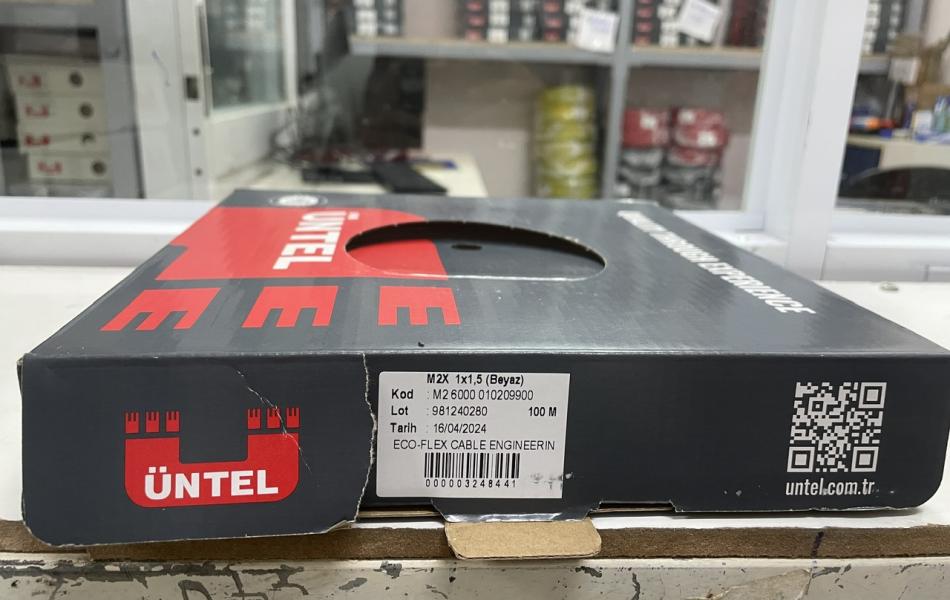 ÜNTEL
EXPERIENCE
M2X 1x1,5 (Beyaz)
Kod : M2 6000 010209900
Lot : 981240280 100 M
Tarih : 16/04/2024
ECO-FLEX CABLE ENGINEERIN
000003248441
ÜNTEL
untel.com.tr